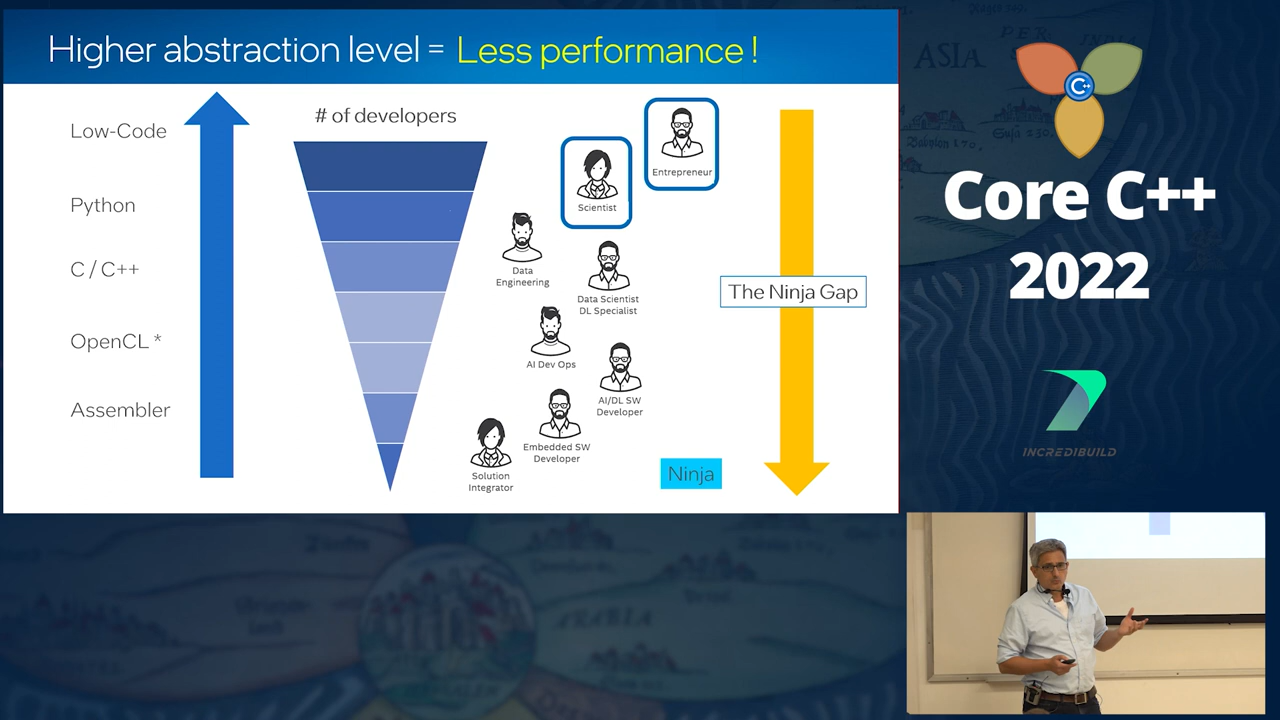 Higher abstraction level = Less performance !
Low-Code
Python
C / C++
OpenCL *
Assembler
# of developers
Entrepreneur
Scientist
Data
Engineering
Data Scientist
DL Specialist
AI Dev Ops
AI/DL SW
Developer
Embedded SW
Developer
Solution
Integrator
Ninja
The Ninja Gap
ASIA
C++
Core C++
2022
INCREDIBUILD
ARABIA